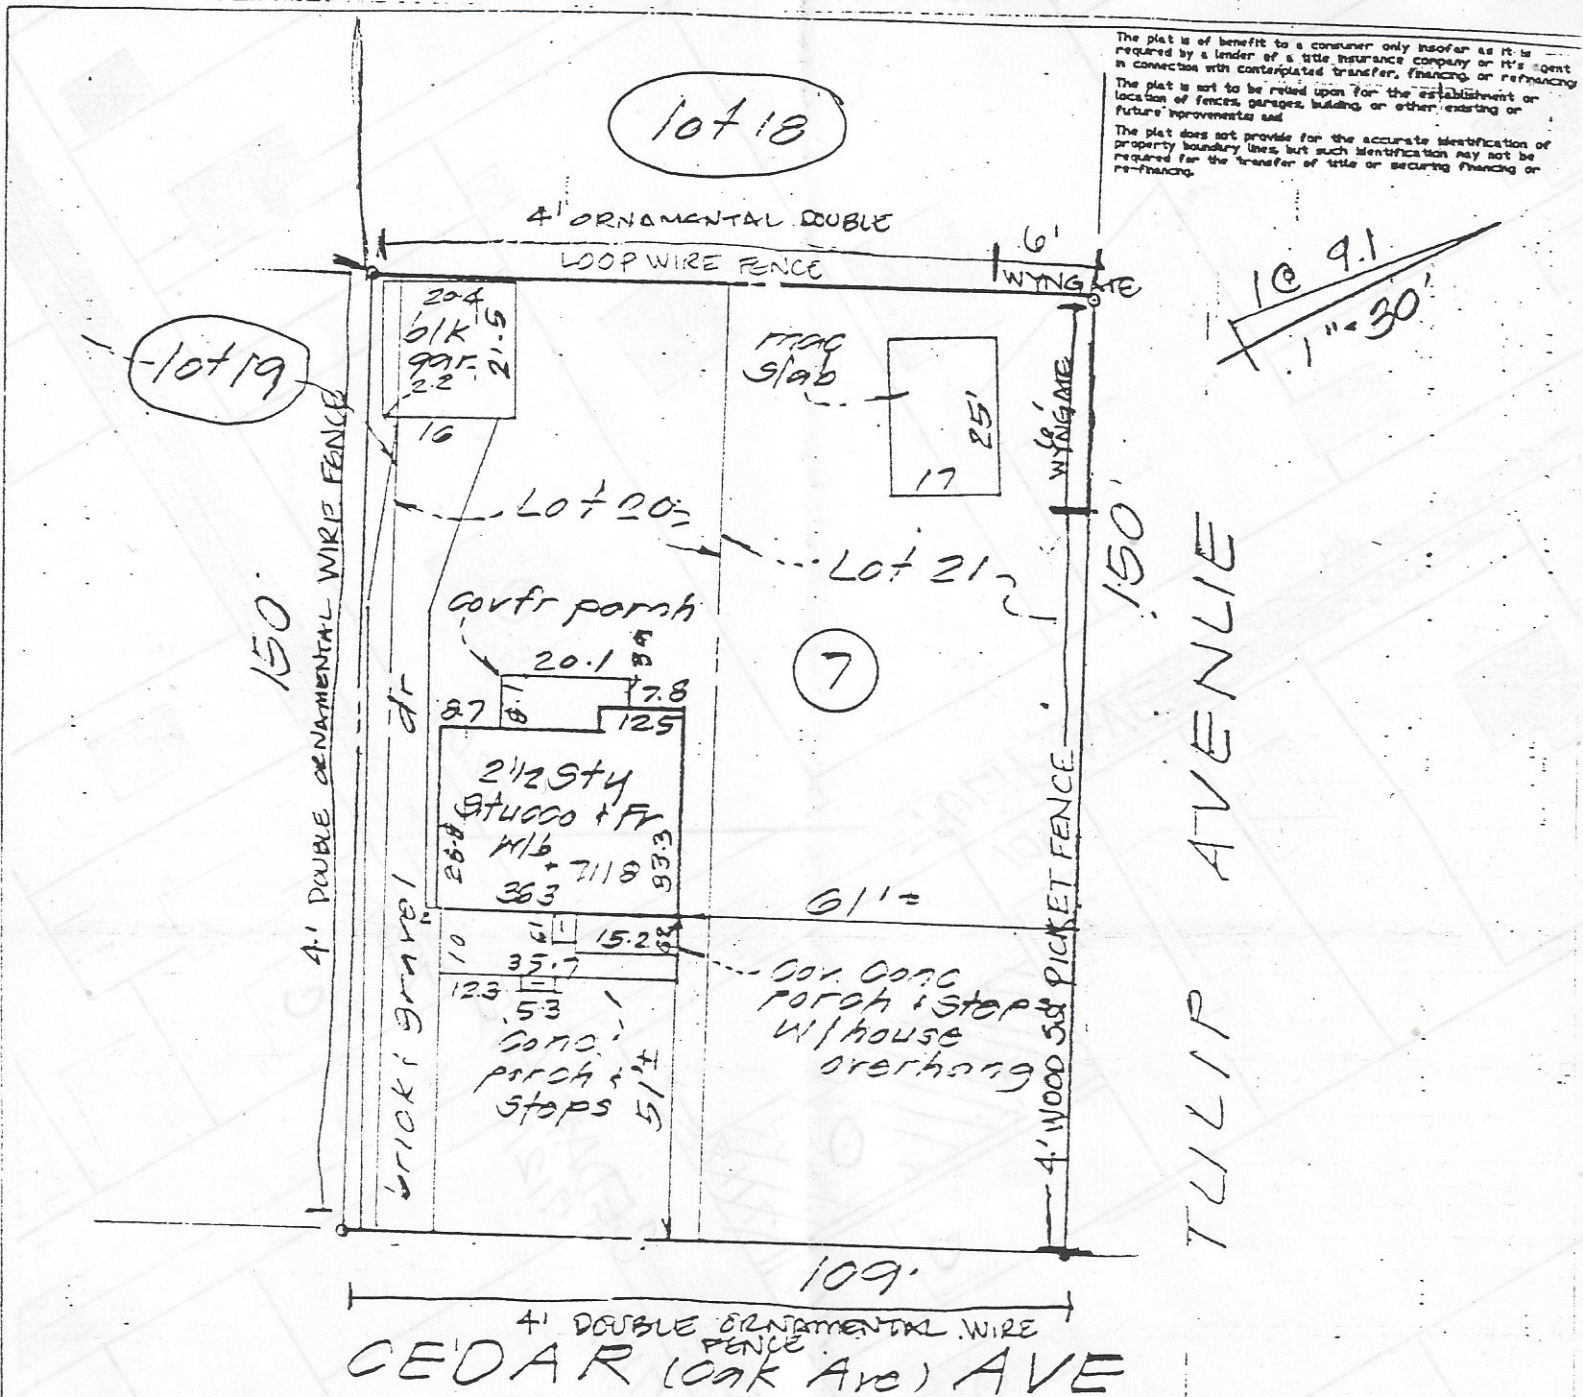 The plat is of benefit to a consumer only insofar as it is
required by a lender of a title insurance company or it's agent
in connection with contemplated transfer, financing or refinancing
The plat is not to be relied upon for the establishment or
location of fences, garages, building, or other existing or
future improvements; and
The plat does not provide for the accurate identification of
property boundary lines, but such identification may not be
required for the transfer of title or securing financing or
re-financing.
lot 18
4' ORNAMENTAL DOUBLE
LOOP WIRE FENCE
6'
WYNGATE
1@ 9.1
1"=30'
20.4
blk
gar.
21.5
2.2
16
lot 19
mac
slab
25'
17
6'
WYNGATE
Lot 20
Lot 21
150'
4' DOUBLE ORNAMENTAL WIRE FENCE
150'
TULIP AVENUE
Cov fr porch
20.1
3.9
7.8
8.7
8.1
12.5
7
dr
2 1/2 Sty
Stucco + Fr
w/b
# 7118
33.3
36.3
61'±
10
6'
15.2
35.7
12.3
5.3
Conc.
porch &
steps
51'±
Cov. Conc
porch & steps
w/house
overhang
brick & gravel
4' WOOD PICKET FENCE
109.
4' DOUBLE ORNAMENTAL WIRE
FENCE
CEDAR (Oak Ave) AVE